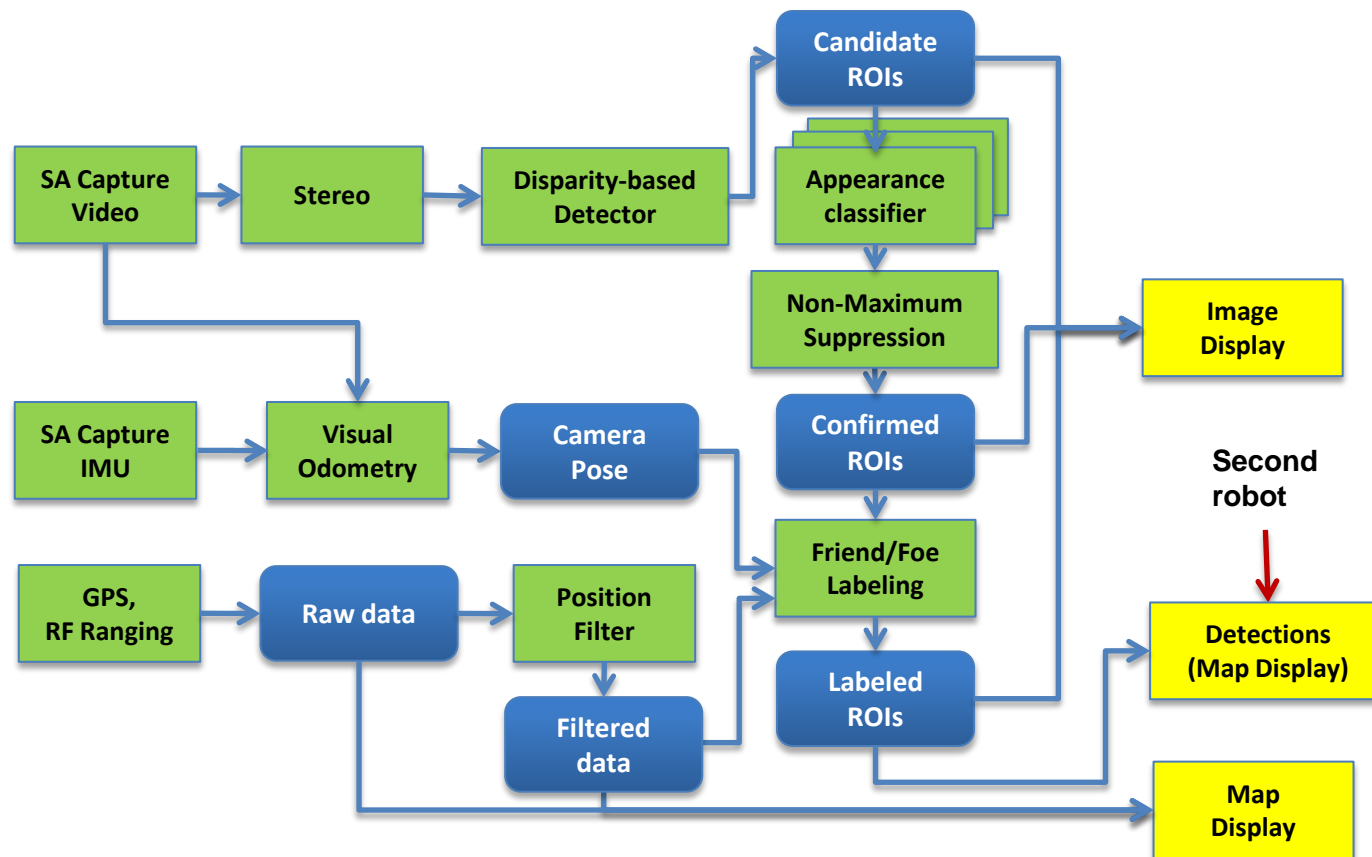 Candidate
ROIs
SA Capture
Video
Stereo
Disparity-based
Detector
Appearance
classifier
Non-Maximum
Suppression
Image
Display
SA Capture
IMU
Visual
Odometry
Camera
Pose
Confirmed
ROIs
Second
robot
GPS,
RF Ranging
Raw data
Position
Filter
Friend/Foe
Labeling
Detections
(Map Display)
Filtered
data
Labeled
ROIs
Map
Display